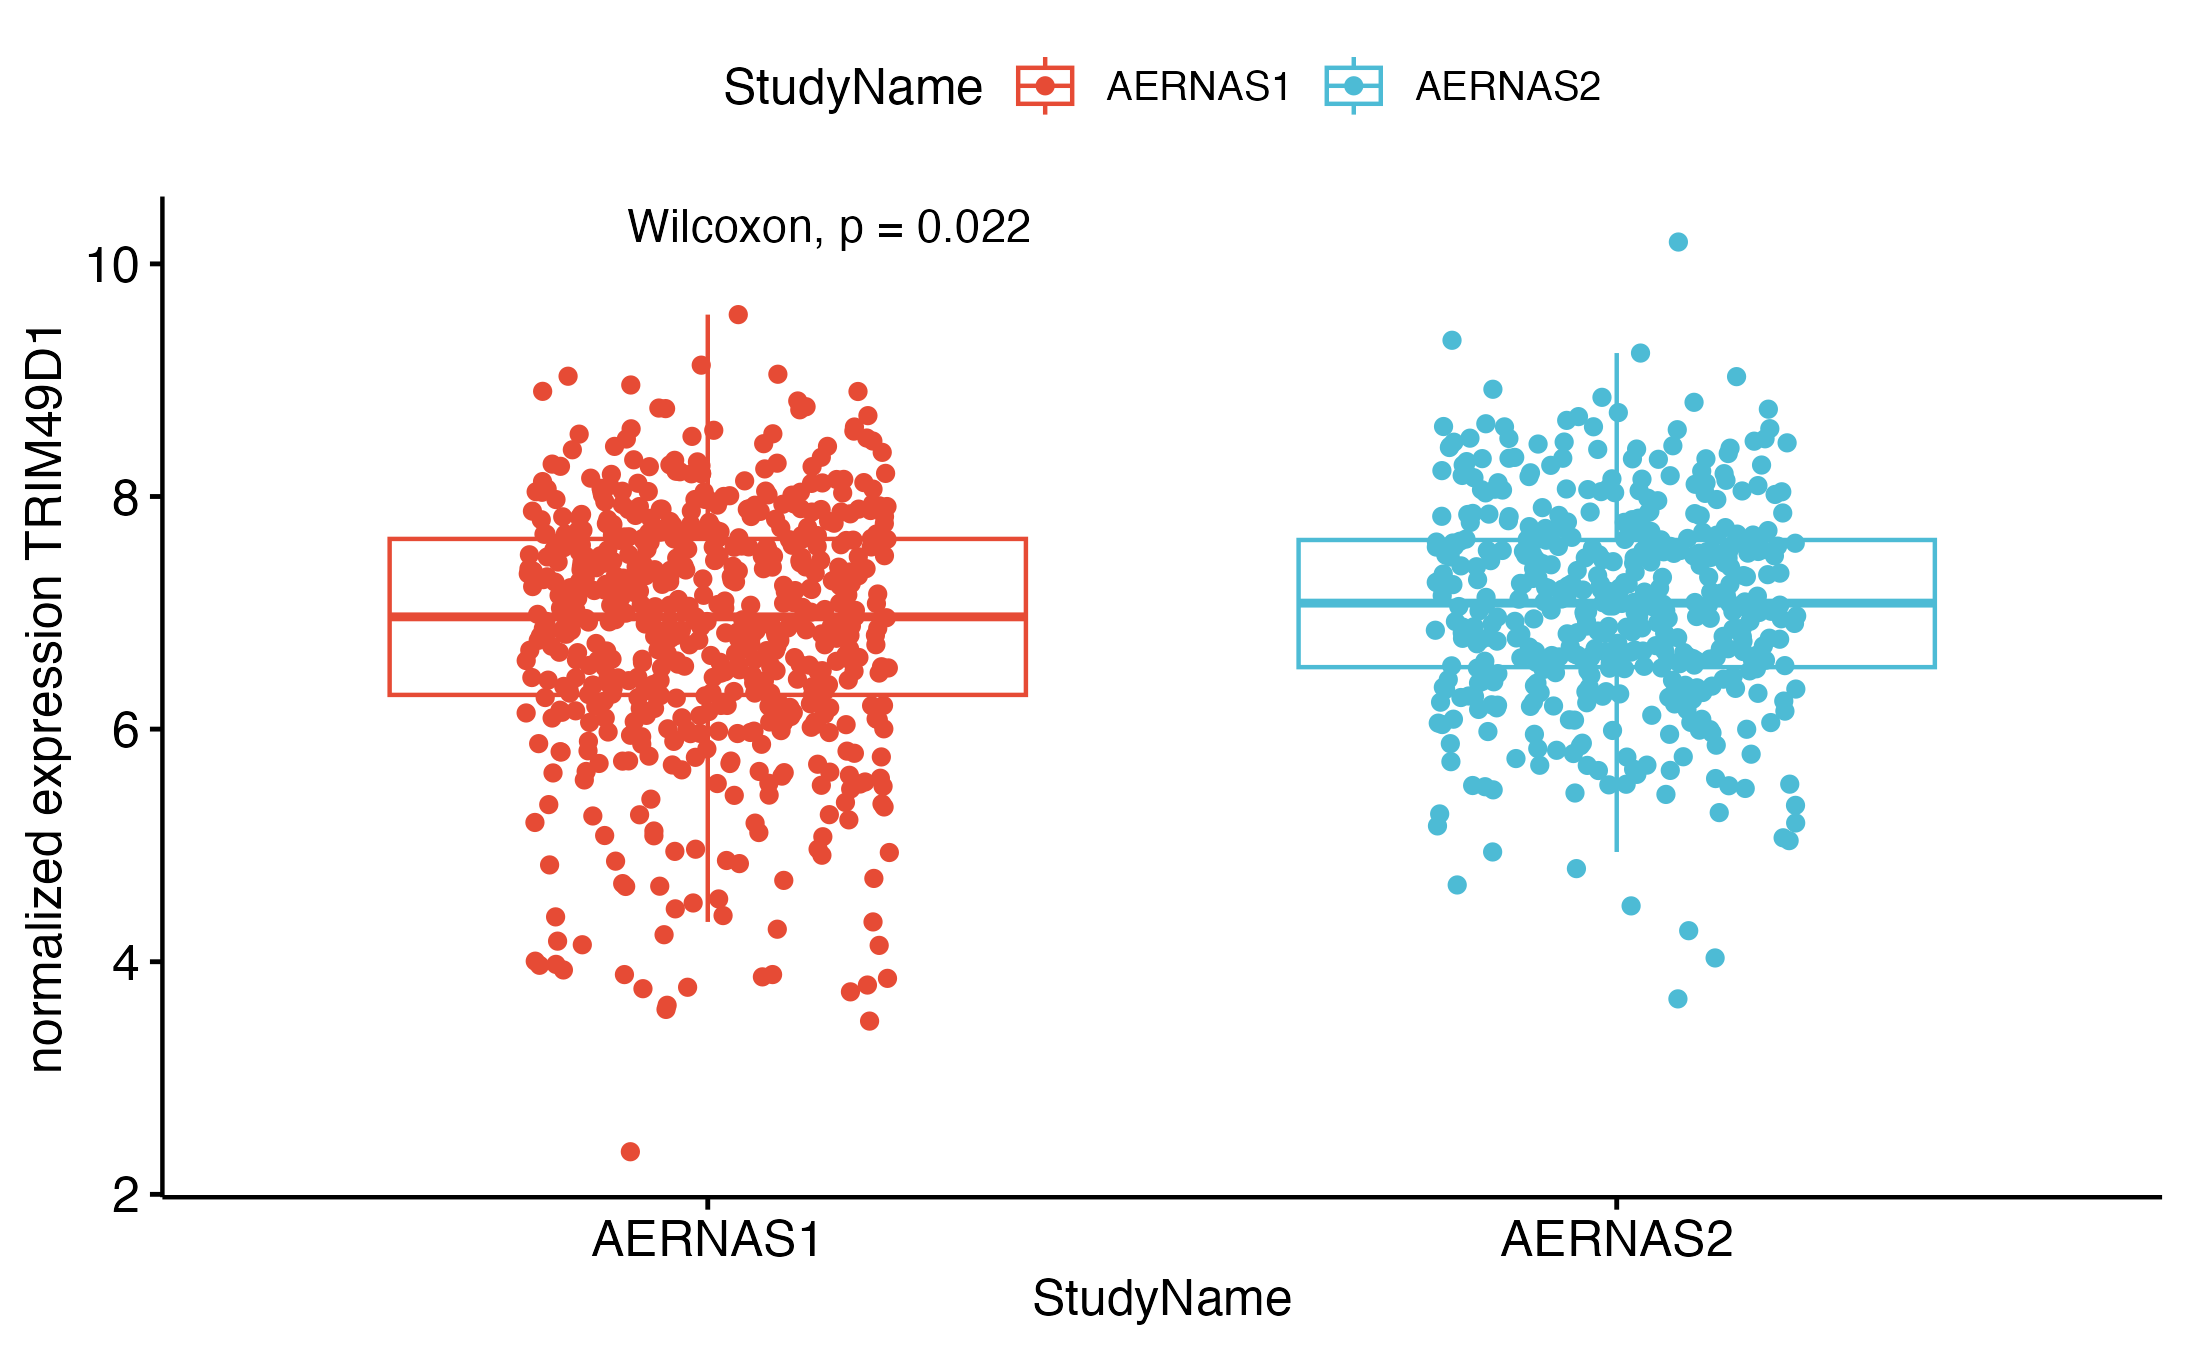 StudyName AERNAS1 AERNAS2
Wilcoxon, p = 0.022
normalized expression TRIM49D1
10
8
6
4
2
AERNAS1 AERNAS2
StudyName